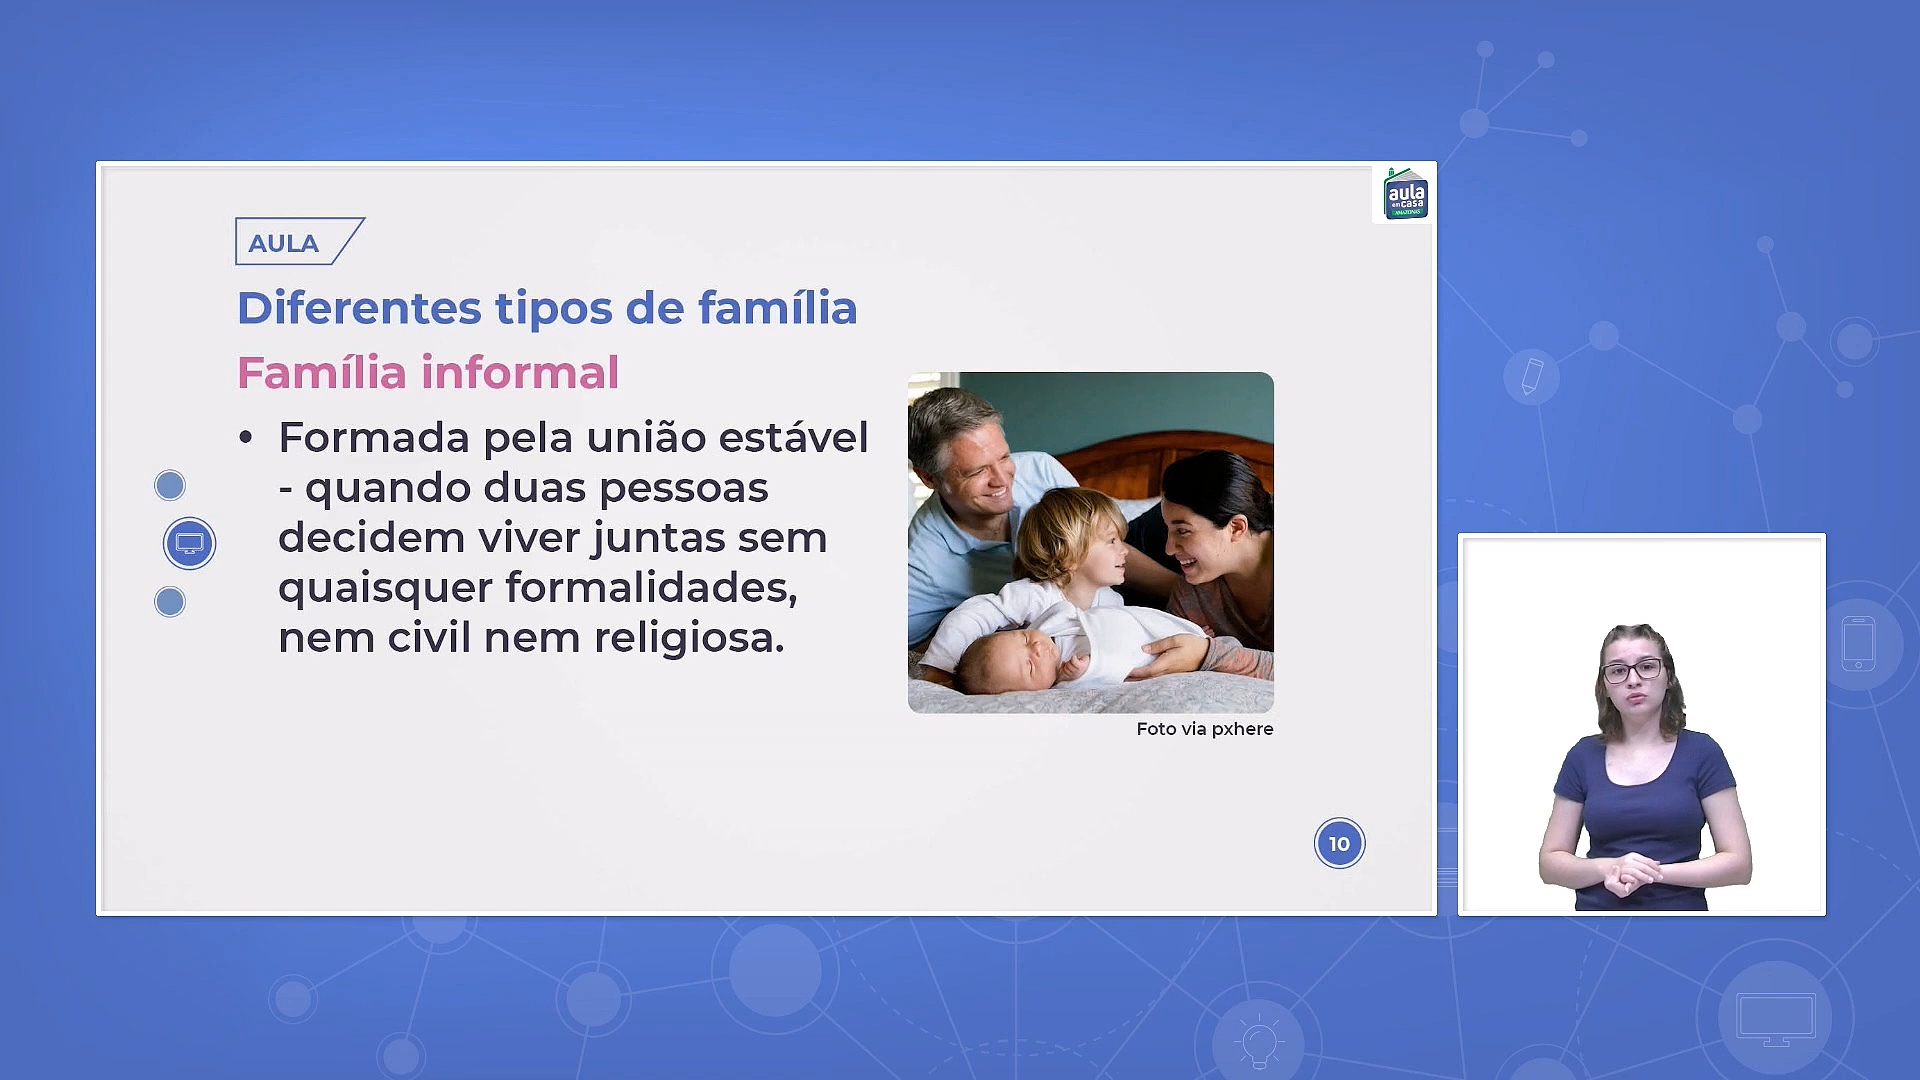 aula
em casa
AMAZONAS
AULA
Diferentes tipos de família
Família informal
• Formada pela união estável
- quando duas pessoas
decidem viver juntas sem
quaisquer formalidades,
nem civil nem religiosa.
Foto via pxhere
10